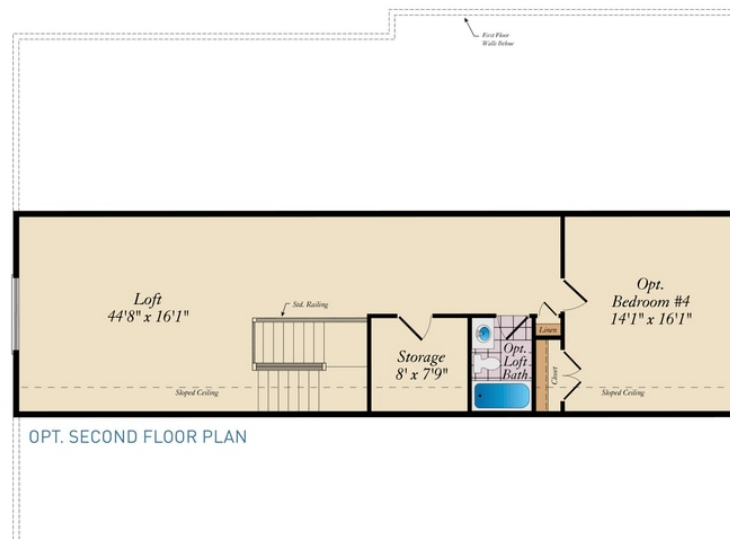 First Floor
Walls Below
Loft
44'8" x 16'1"
Std. Railing
Opt.
Bedroom #4
14'1" x 16'1"
Linen
Storage
8' x 7'9"
Opt.
Loft
Bath
Closet
Sloped Ceiling
Sloped Ceiling
OPT. SECOND FLOOR PLAN